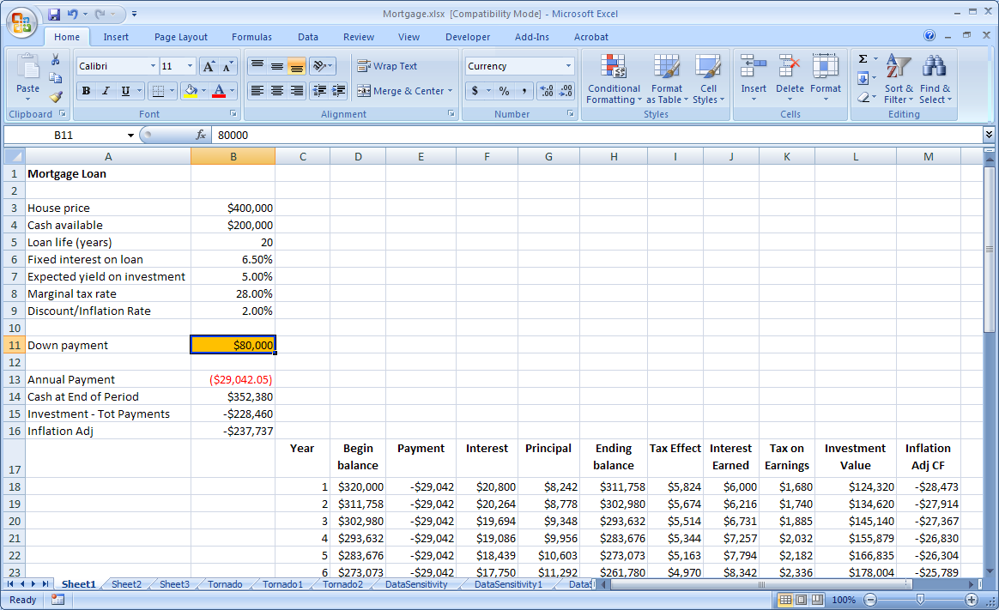 Mortgage.xlsx [Compatibility Mode] - Microsoft Excel
Home Insert Page Layout Formulas Data Review View Developer Add-Ins Acrobat
Calibri 11 Wrap Text Currency
Paste B I U Merge & Center $ % , .0 .00 .00 .0 Conditional Formatting Format as Table Cell Styles Insert Delete Format Σ Sort & Filter Find & Select
Clipboard Font Alignment Number Styles Cells Editing
B11 fx 80000
A B C D E F G H I J K L M
1 Mortgage Loan
2
3 House price $400,000
4 Cash available $200,000
5 Loan life (years) 20
6 Fixed interest on loan 6.50%
7 Expected yield on investment 5.00%
8 Marginal tax rate 28.00%
9 Discount/Inflation Rate 2.00%
10
11 Down payment $80,000
12
13 Annual Payment ($29,042.05)
14 Cash at End of Period $352,380
15 Investment - Tot Payments -$228,460
16 Inflation Adj -$237,737
17 Year Begin balance Payment Interest Principal Ending balance Tax Effect Interest Earned Tax on Earnings Investment Value Inflation Adj CF
18 1 $320,000 -$29,042 $20,800 $8,242 $311,758 $5,824 $6,000 $1,680 $124,320 -$28,473
19 2 $311,758 -$29,042 $20,264 $8,778 $302,980 $5,674 $6,216 $1,740 $134,620 -$27,914
20 3 $302,980 -$29,042 $19,694 $9,348 $293,632 $5,514 $6,731 $1,885 $145,140 -$27,367
21 4 $293,632 -$29,042 $19,086 $9,956 $283,676 $5,344 $7,257 $2,032 $155,879 -$26,830
22 5 $283,676 -$29,042 $18,439 $10,603 $273,073 $5,163 $7,794 $2,182 $166,835 -$26,304
23 6 $273,073 -$29,042 $17,750 $11,292 $261,780 $4,970 $8,342 $2,336 $178,004 -$25,789
Sheet1 Sheet2 Sheet3 Tornado Tornado1 Tornado2 DataSensitivity DataSensitivity1 DataS
Ready 100%